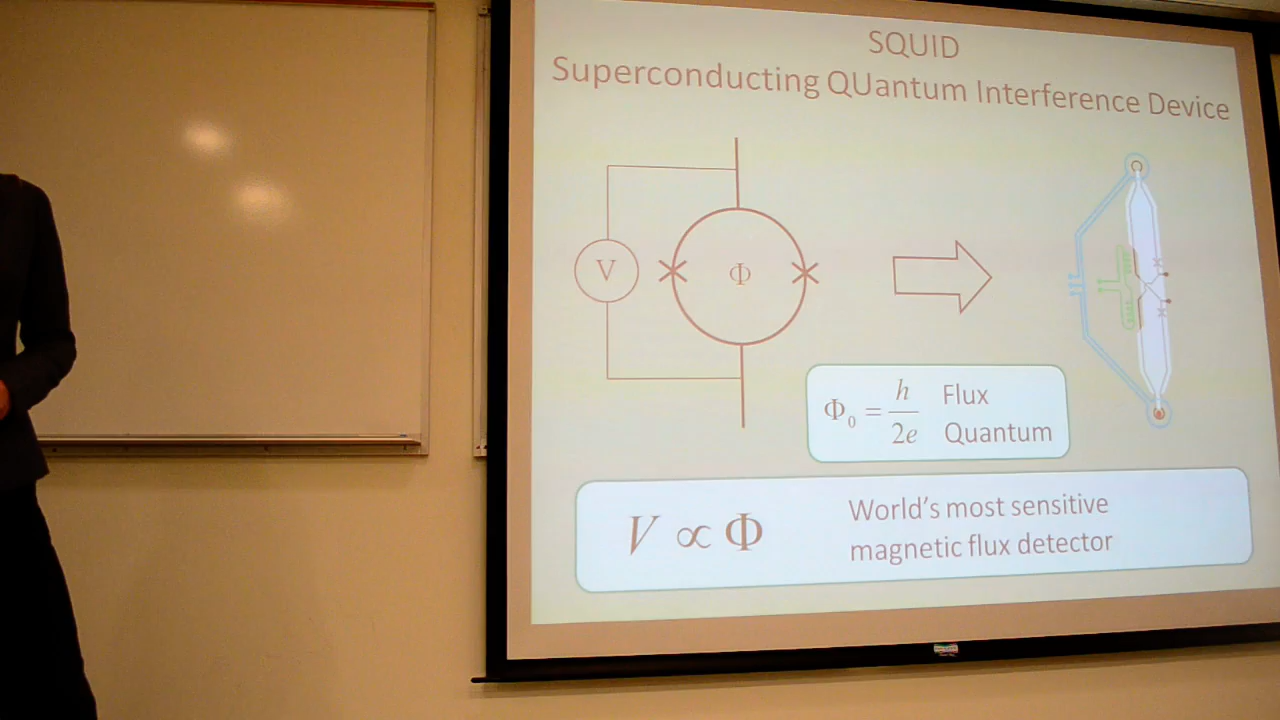 SQUID
Superconducting QUantum Interference Device
V
Φ
Φ₀ = h/2e
Flux
Quantum
V ∝ Φ
World's most sensitive
magnetic flux detector